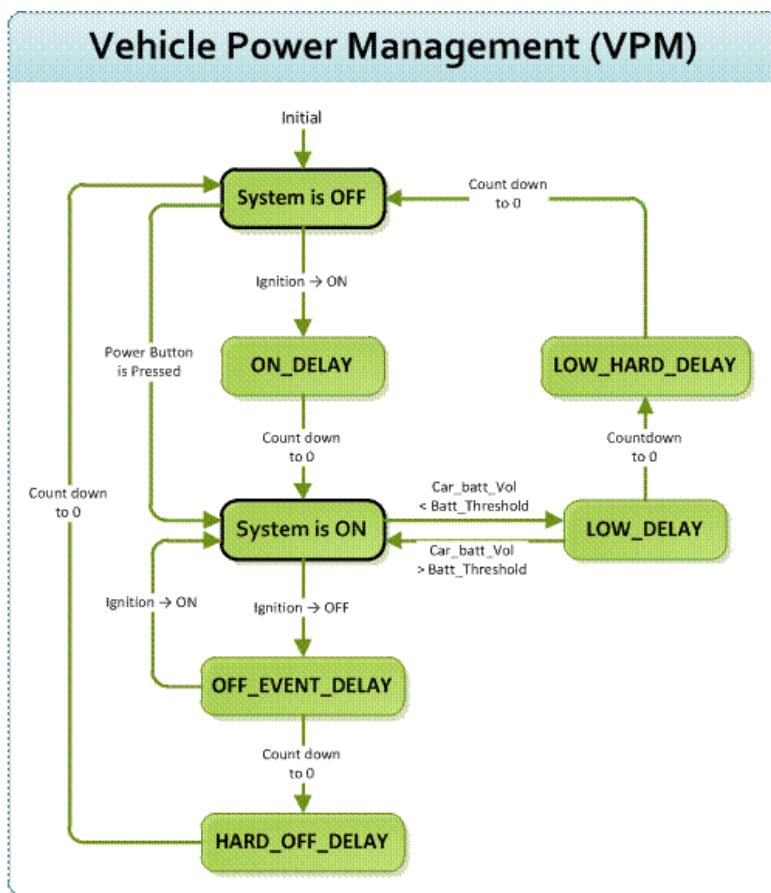 Vehicle Power Management (VPM)
Initial
System is OFF
Count down
to 0
Ignition → ON
Power Button
is Pressed
ON_DELAY
LOW_HARD_DELAY
Count down
to 0
Countdown
to 0
Count down
to 0
Car_batt_Vol
< Batt_Threshold
System is ON
LOW_DELAY
Car_batt_Vol
> Batt_Threshold
Ignition → ON
Ignition → OFF
OFF_EVENT_DELAY
Count down
to 0
HARD_OFF_DELAY